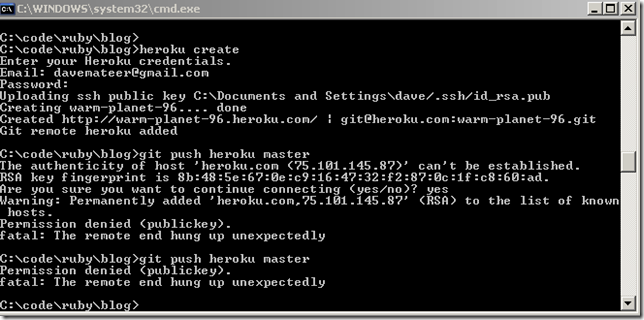 C:\WINDOWS\system32\cmd.exe
C:\code\ruby\blog>
C:\code\ruby\blog>heroku create
Enter your Heroku credentials.
Email: davemateer@gmail.com
Password:
Uploading ssh public key C:\Documents and Settings\dave/.ssh/id_rsa.pub
Creating warm-planet-96.... done
Created http://warm-planet-96.heroku.com/ | git@heroku.com:warm-planet-96.git
Git remote heroku added
C:\code\ruby\blog>git push heroku master
The authenticity of host 'heroku.com (75.101.145.87)' can't be established.
RSA key fingerprint is 8b:48:5e:67:0e:c9:16:47:32:f2:87:0c:1f:c8:60:ad.
Are you sure you want to continue connecting (yes/no)? yes
Warning: Permanently added 'heroku.com,75.101.145.87' (RSA) to the list of known
 hosts.
Permission denied (publickey).
fatal: The remote end hung up unexpectedly
C:\code\ruby\blog>git push heroku master
Permission denied (publickey).
fatal: The remote end hung up unexpectedly
C:\code\ruby\blog>